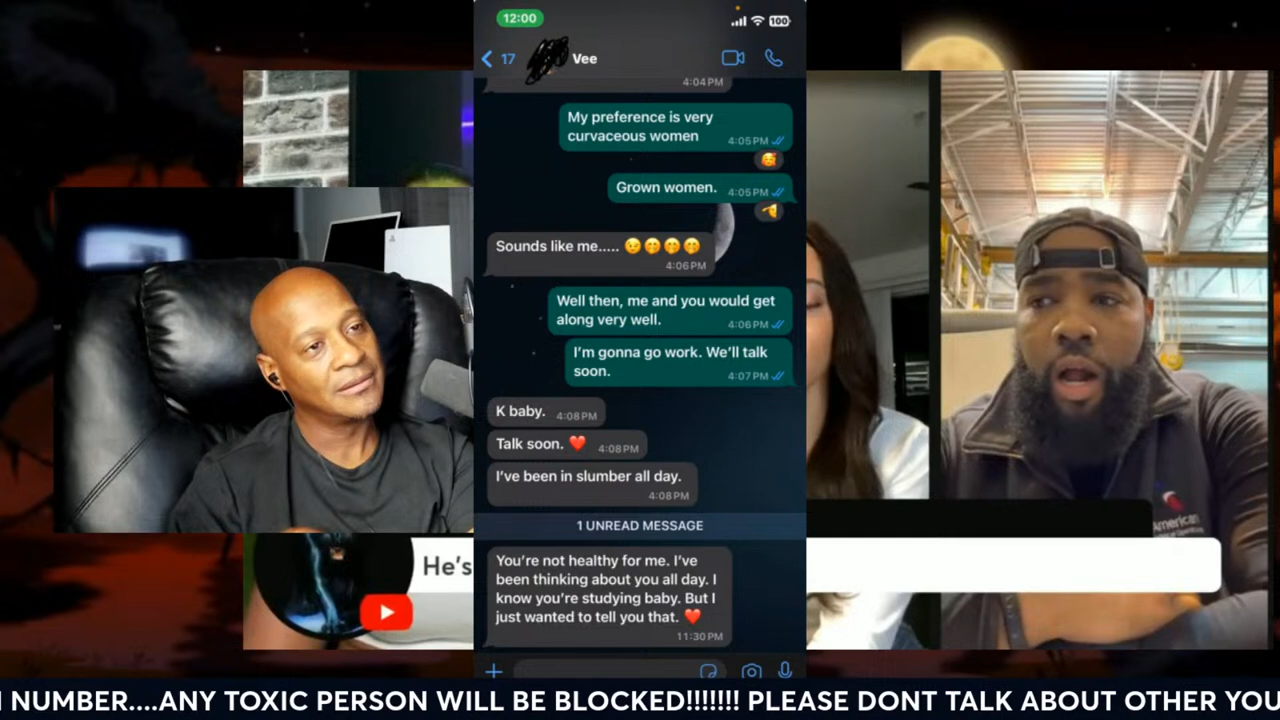 12:00
100
17
Vee
4:04 PM
My preference is very
curvaceous women
4:05 PM
Grown women.
4:05 PM
Sounds like me.....😉🤭🤭🤭
4:06 PM
Well then, me and you would get
along very well.
4:06 PM
I'm gonna go work. We'll talk
soon.
4:07 PM
K baby.
4:08 PM
Talk soon. ❤️
4:08 PM
I've been in slumber all day.
4:08 PM
1 UNREAD MESSAGE
You're not healthy for me. I've
been thinking about you all day. I
know you're studying baby. But I
just wanted to tell you that. ❤️
11:30 PM
He's
American
NUMBER....ANY TOXIC PERSON WILL BE BLOCKED!!!!!!! PLEASE DONT TALK ABOUT OTHER YOU